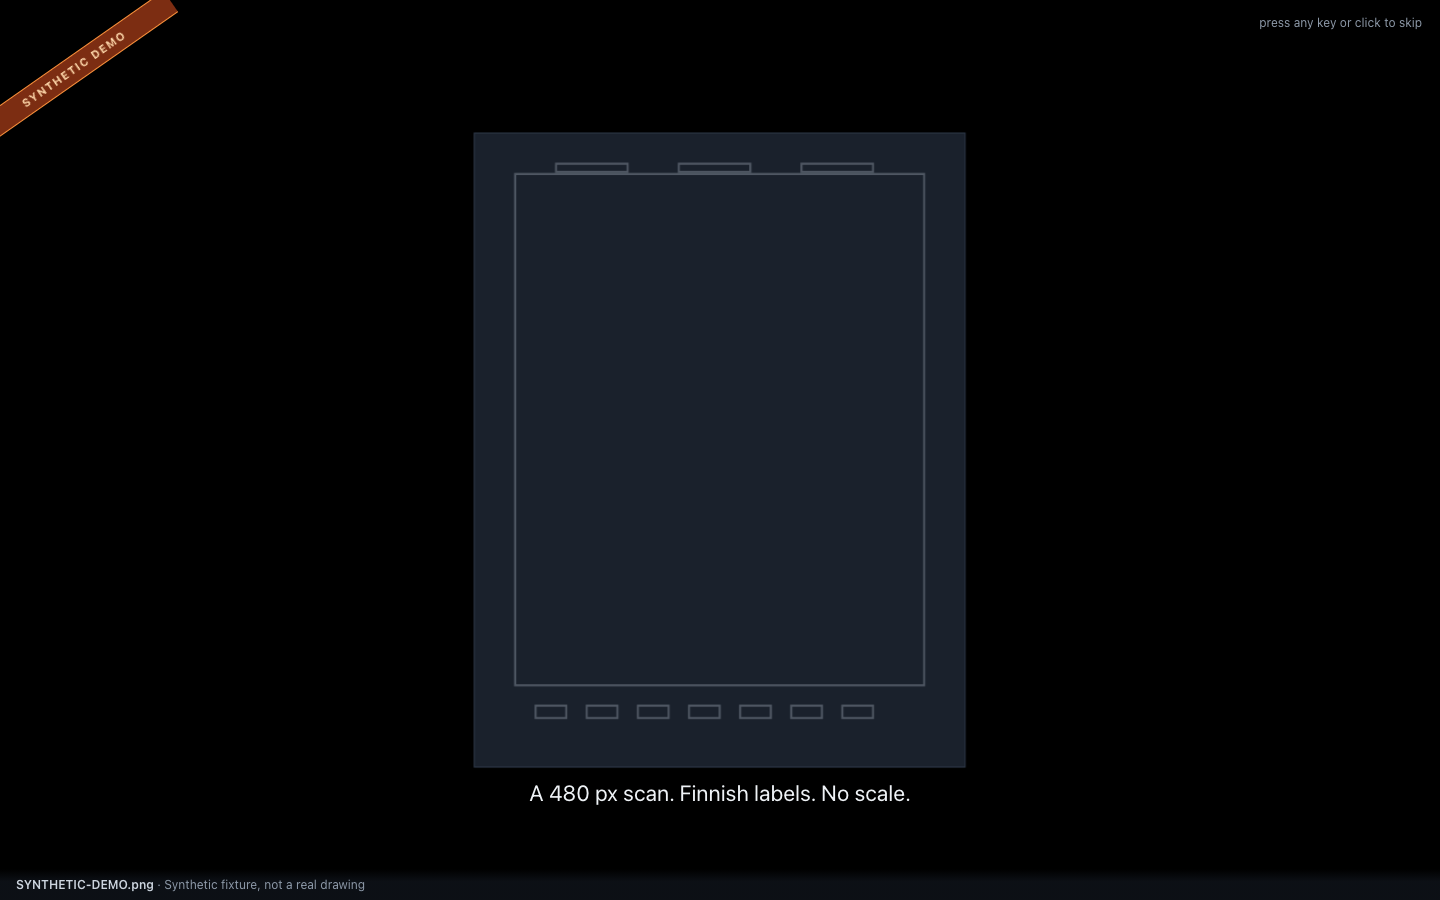 SYNTHETIC DEMO
press any key or click to skip
A 480 px scan. Finnish labels. No scale.
SYNTHETIC-DEMO.png · Synthetic fixture, not a real drawing